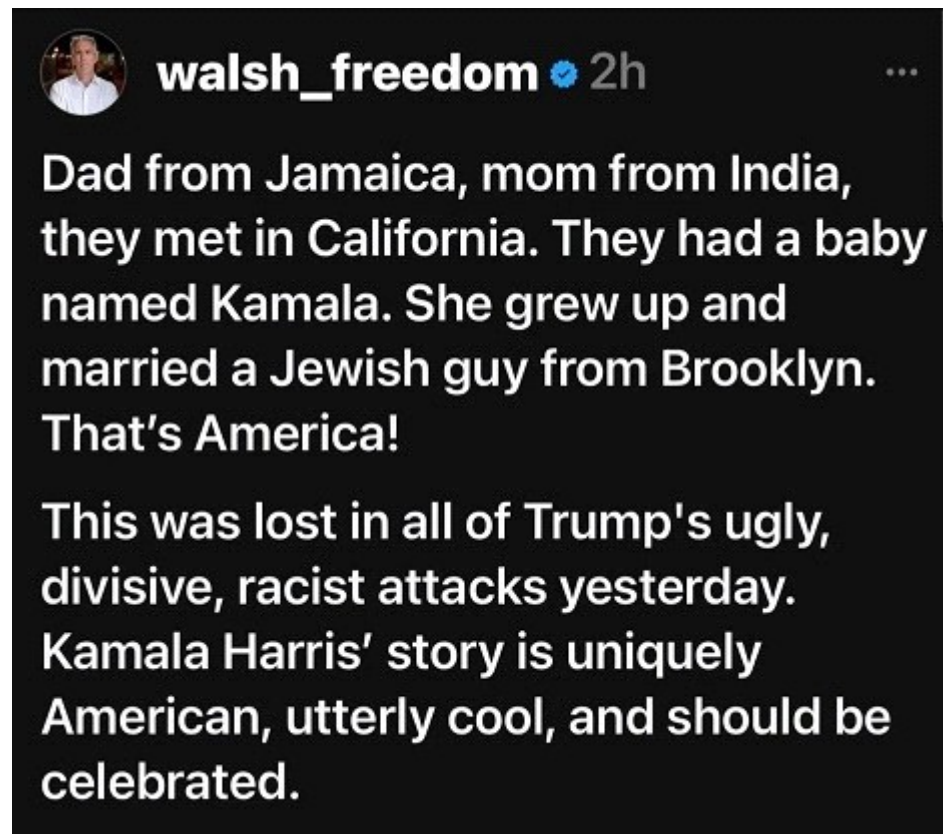 walsh_freedom 2h
Dad from Jamaica, mom from India,
they met in California. They had a baby
named Kamala. She grew up and
married a Jewish guy from Brooklyn.
That’s America!
This was lost in all of Trump's ugly,
divisive, racist attacks yesterday.
Kamala Harris’ story is uniquely
American, utterly cool, and should be
celebrated.